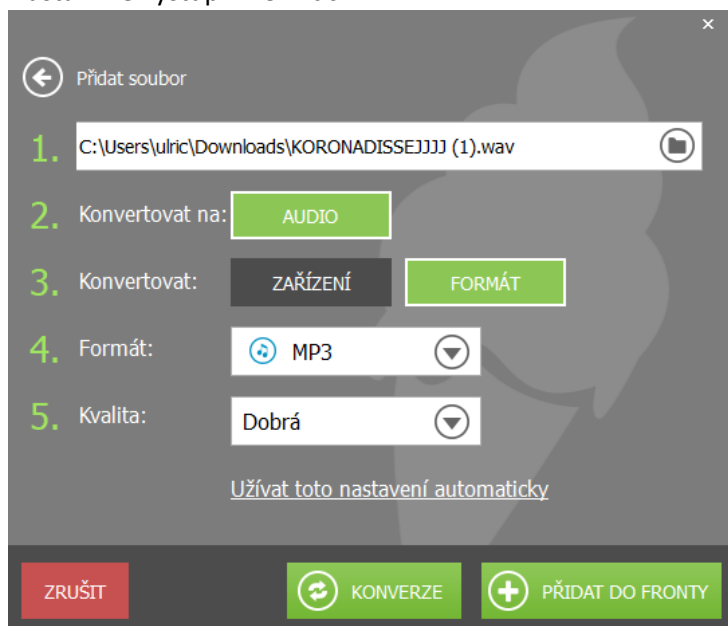 ×
Přidat soubor
1. C:\Users\ulric\Downloads\KORONADISSEJJJJ (1).wav
2. Konvertovat na: AUDIO
3. Konvertovat: ZAŘÍZENÍ FORMÁT
4. Formát: MP3
5. Kvalita: Dobrá
Užívat toto nastavení automaticky
ZRUŠIT KONVERZE PŘIDAT DO FRONTY